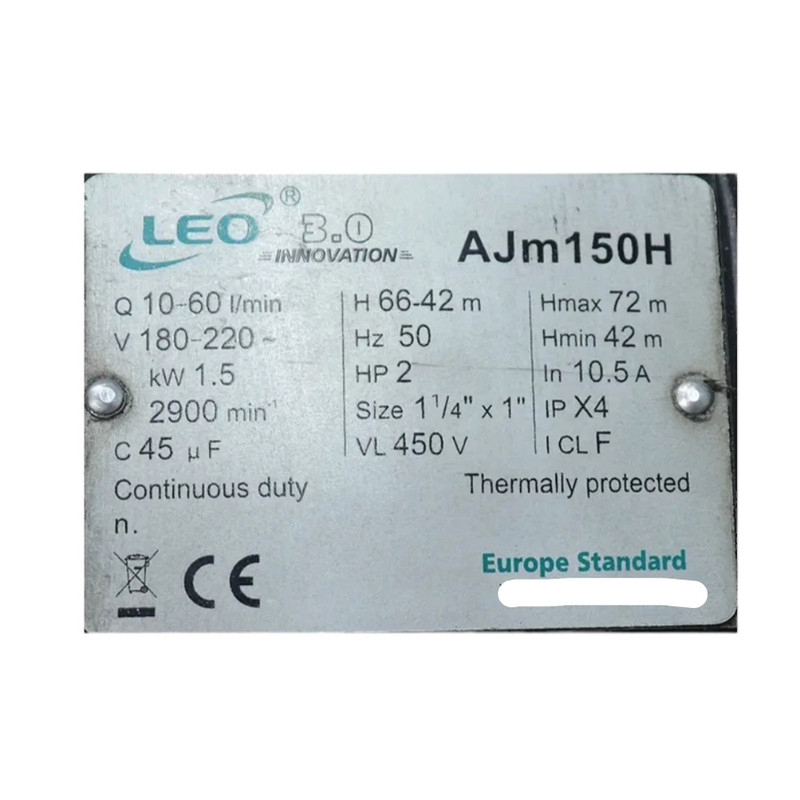 LEO® 3.0
INNOVATION
AJm150H
Q 10-60 l/min
H 66-42 m
Hmax 72 m
V 180-220 ~
Hz 50
Hmin 42 m
kW 1.5
HP 2
In 10.5 A
2900 min⁻¹
Size 1¹/4" x 1"
IP X4
C 45 µF
VL 450 V
I CL F
Continuous duty
Thermally protected
n.
CE
Europe Standard